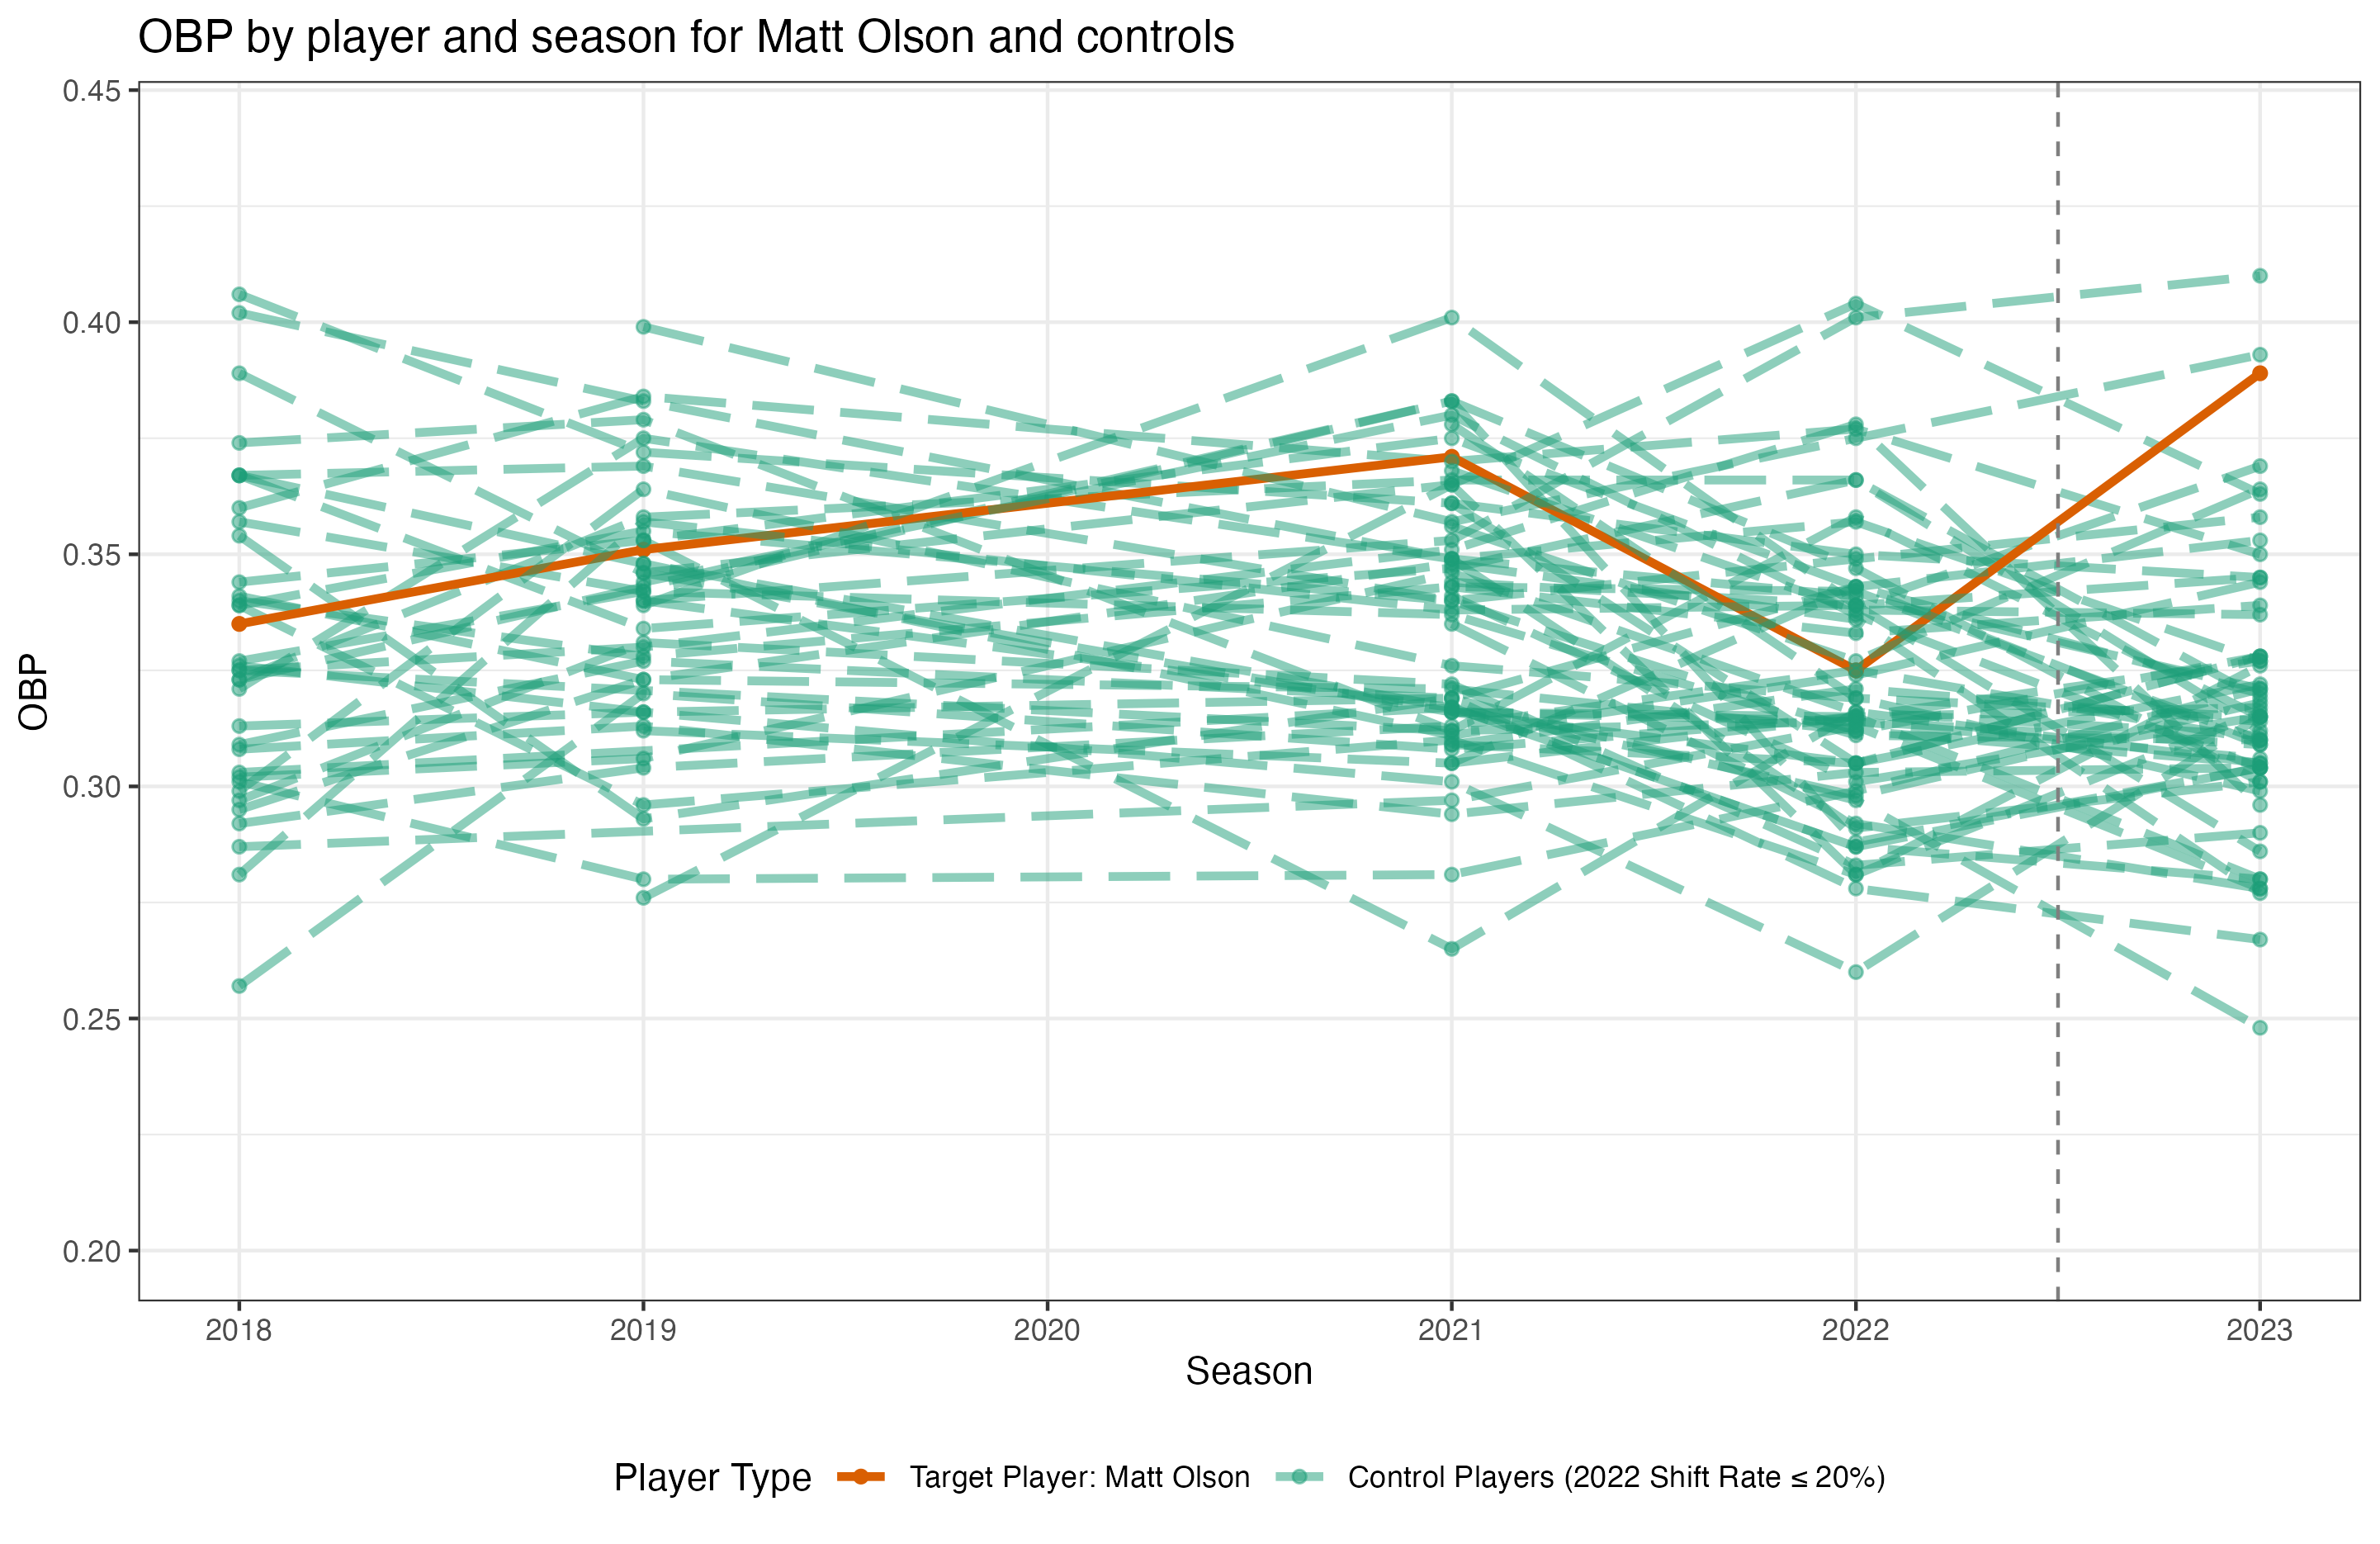 OBP by player and season for Matt Olson and controls
OBP
0.45
0.40
0.35
0.30
0.25
0.20
2018 2019 2020 2021 2022 2023
Season
Player Type Target Player: Matt Olson Control Players (2022 Shift Rate ≤ 20%)